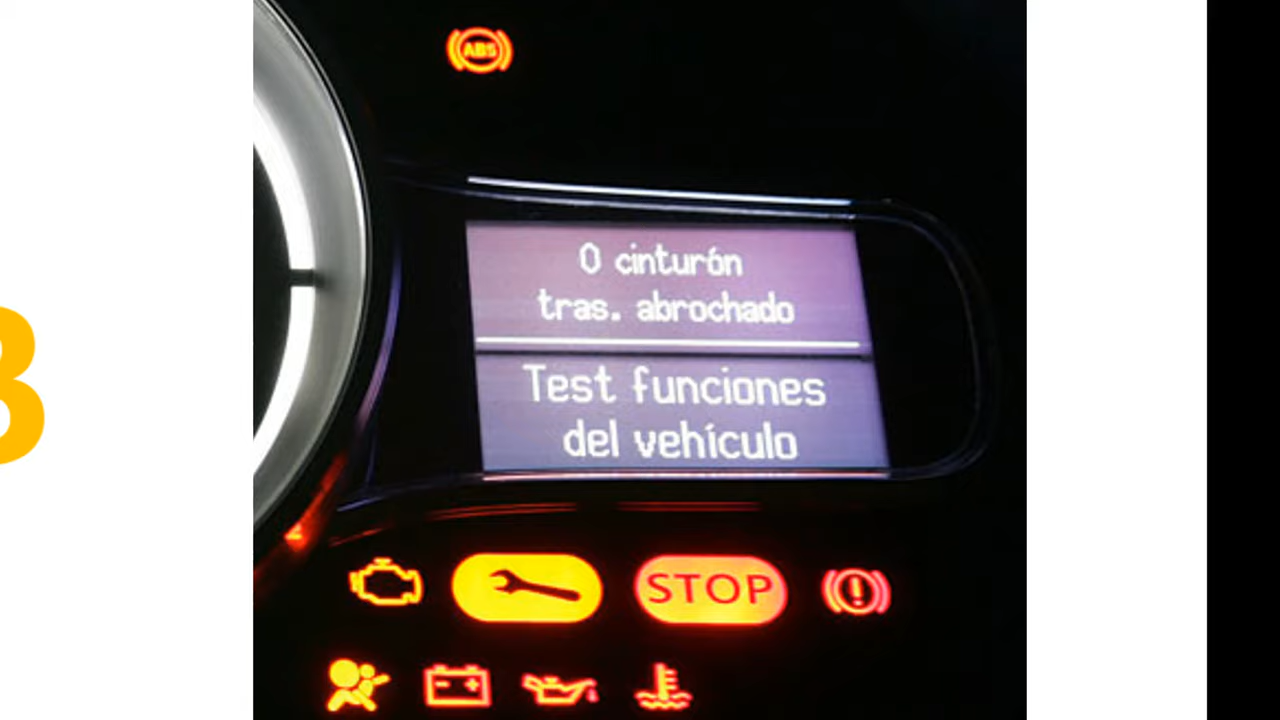 ABS
0 cinturón
tras. abrochado
Test funciones
del vehículo
STOP